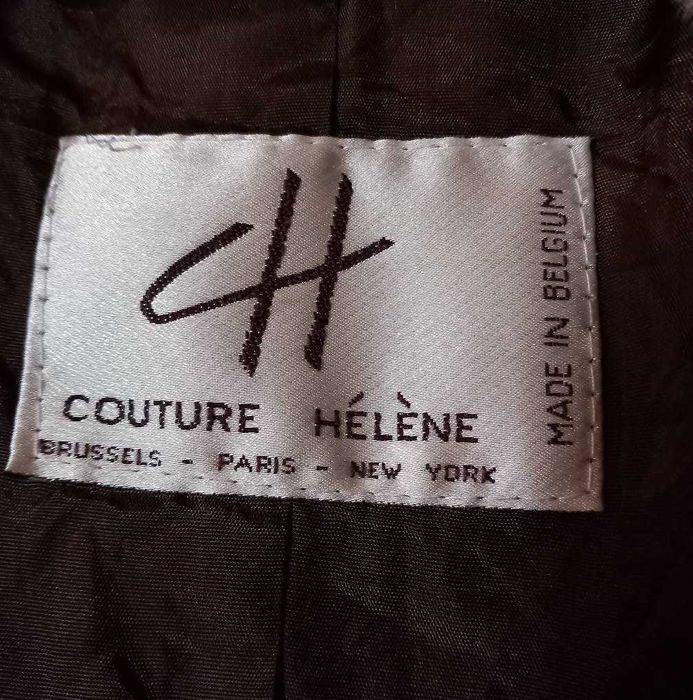 CH
COUTURE HÉLÈNE
BRUSSELS - PARIS - NEW YORK
MADE IN BELGIUM